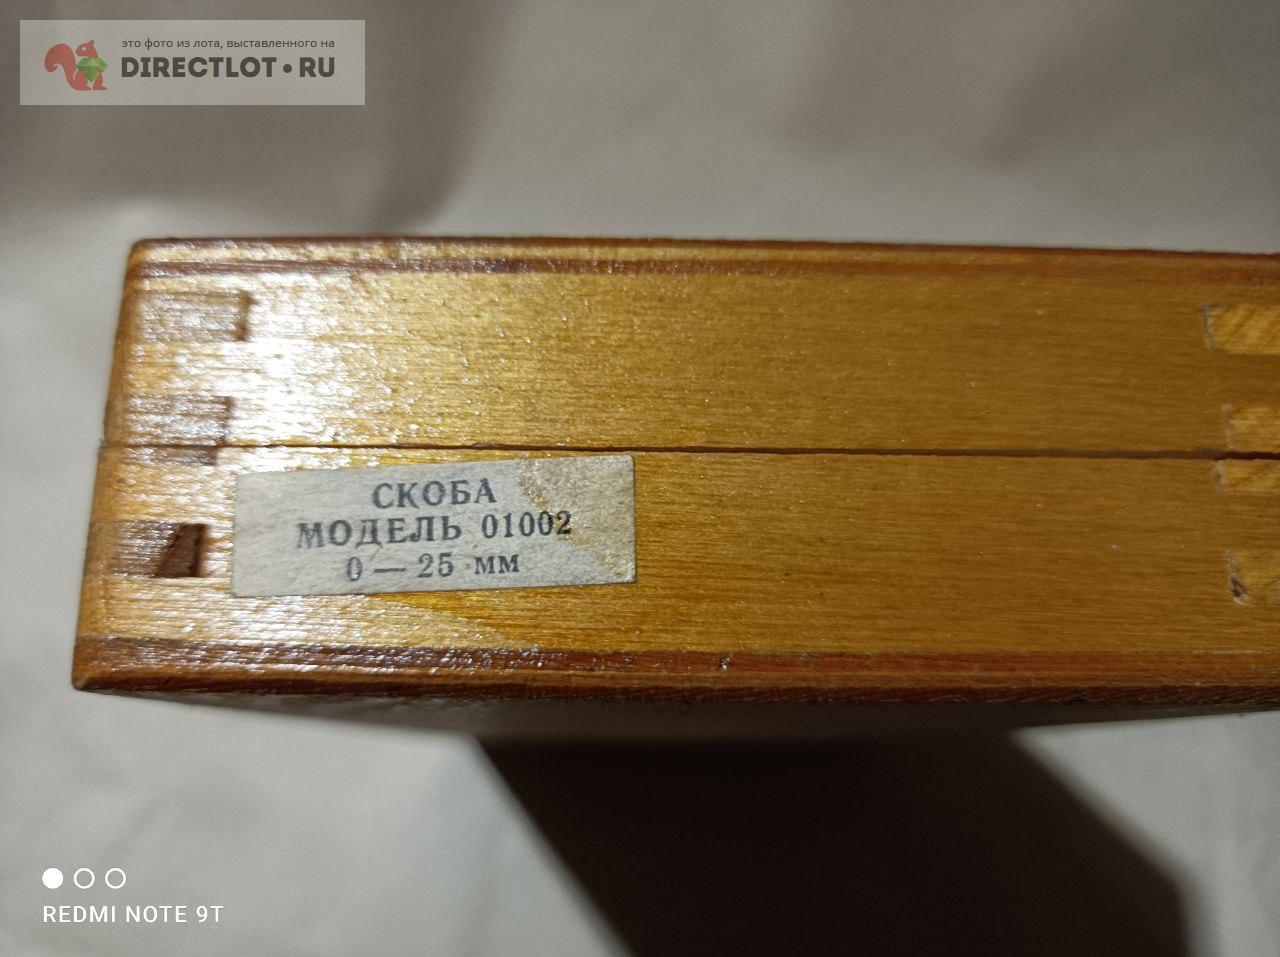 это фото из лота, выставленного на
DIRECTLOT • RU
СКОБА
МОДЕЛЬ 01002
0 — 25 мм
REDMI NOTE 9T